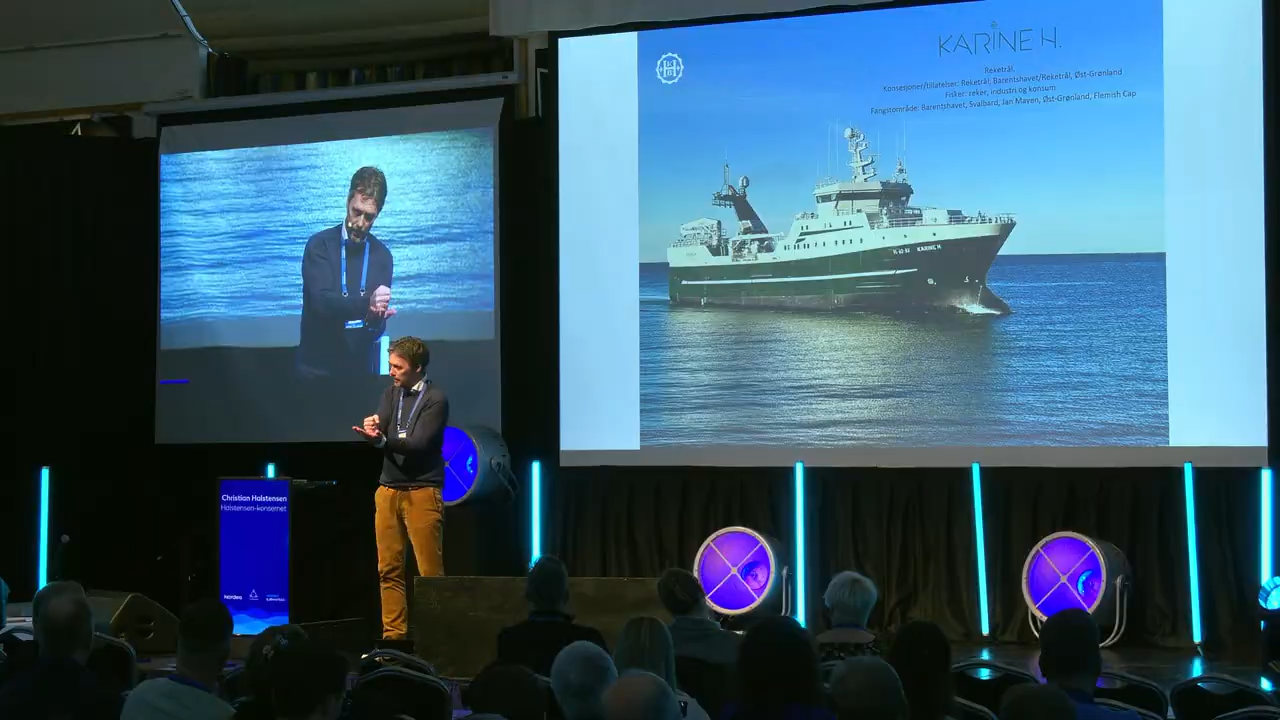 KARINE H.
Reketrål.
Konsesjoner/tillatelser: Reketrål, Barentshavet/Reketrål, Øst-Grønland
Fisker: reker, industri og konsum
Fangstområde: Barentshavet, Svalbard, Jan Mayen, Øst-Grønland, Flemish Cap
KARINE H
Christian Halstensen
Halstensen-konsernet
Nordea